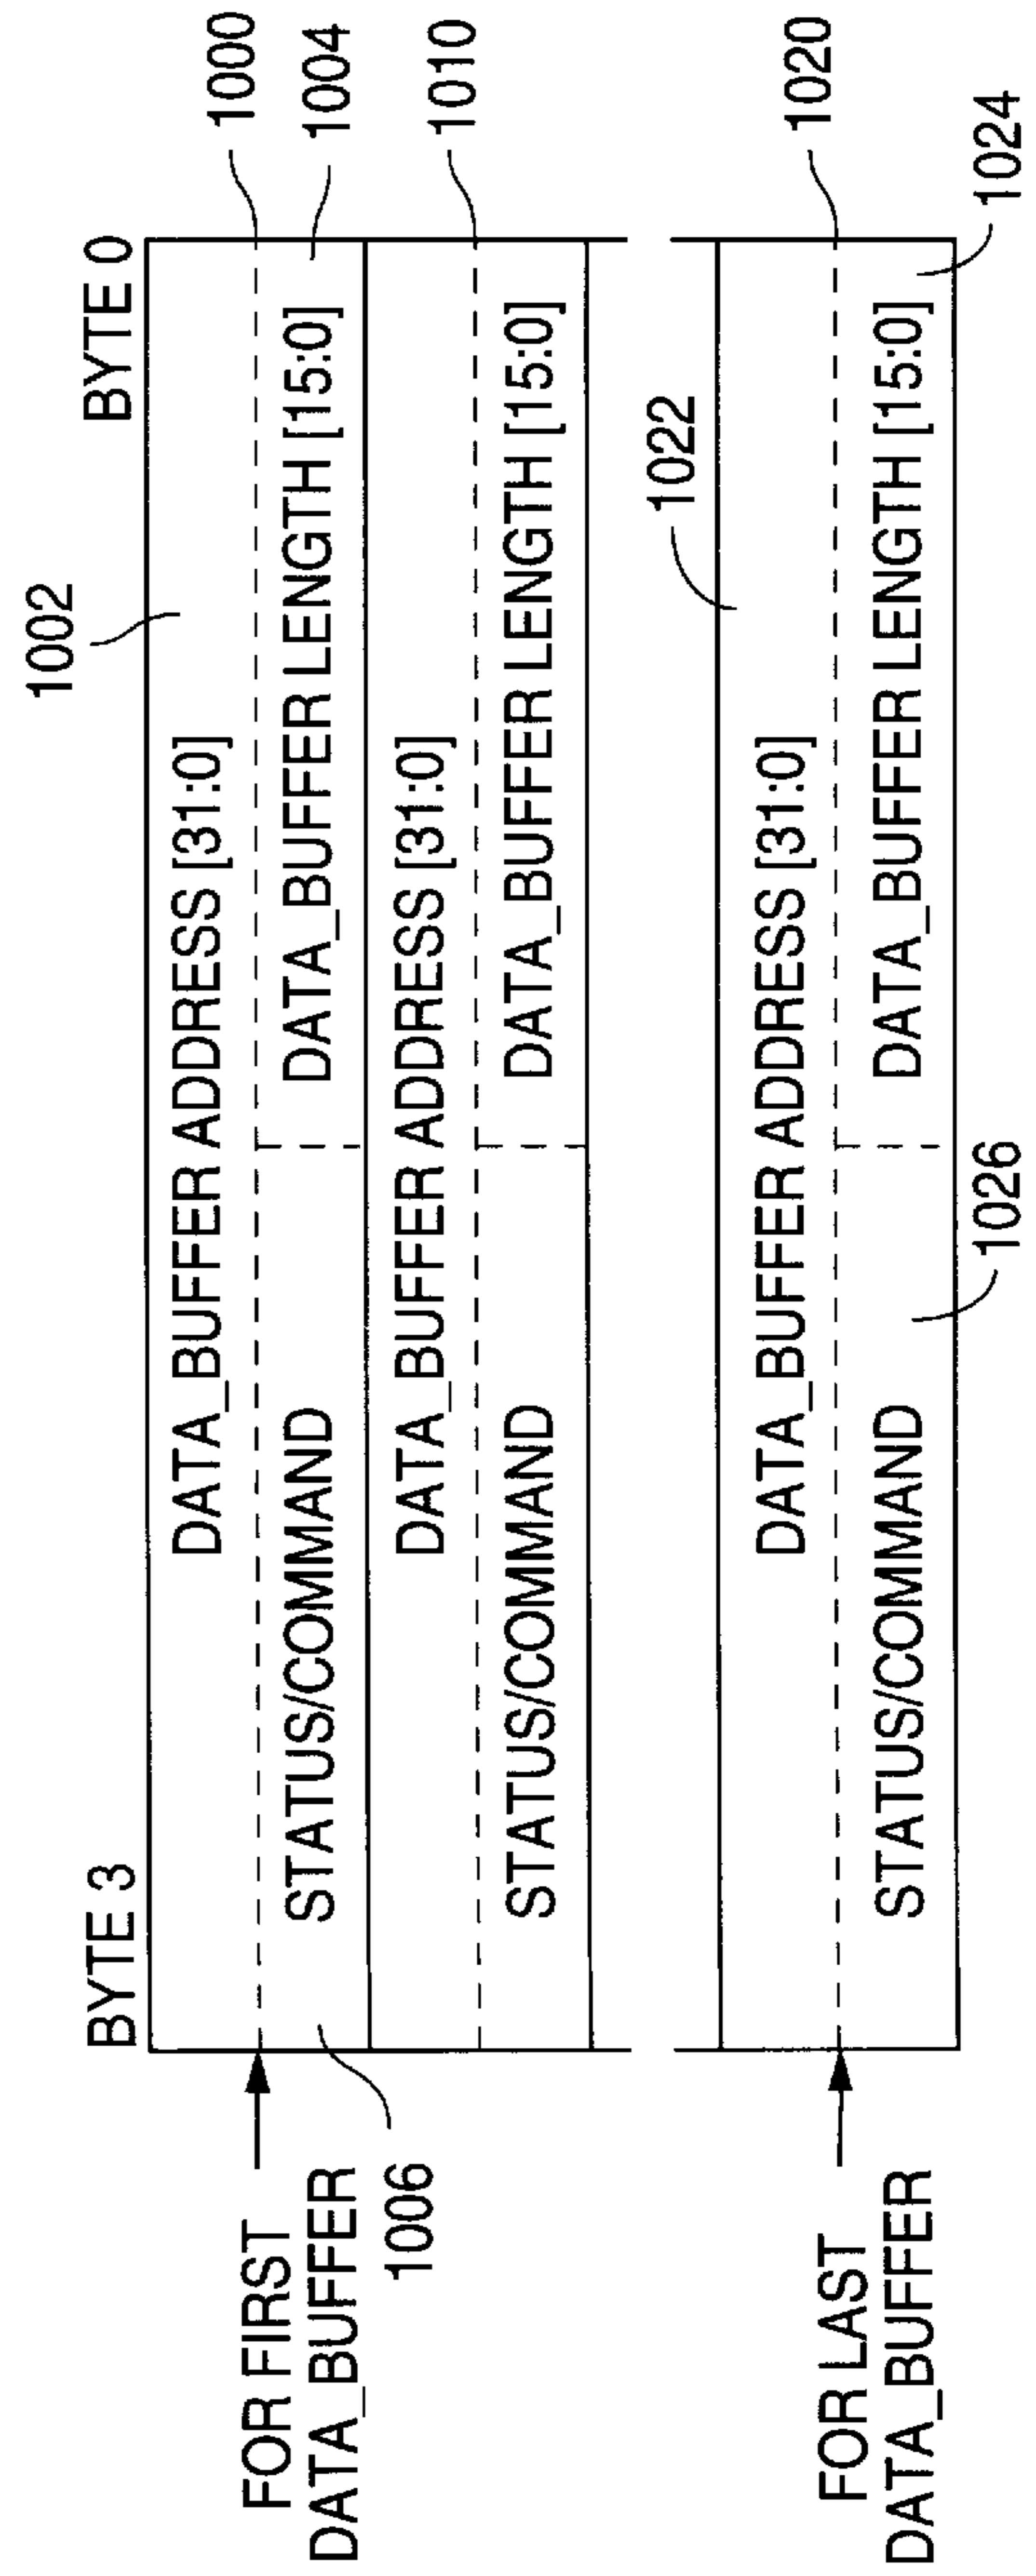 1002
BYTE 3
BYTE 0
1000
DATA_BUFFER ADDRESS [31:0]
FOR FIRST
DATA_BUFFER
STATUS/COMMAND
DATA_BUFFER LENGTH [15:0]
1004
1006
DATA_BUFFER ADDRESS [31:0]
1010
STATUS/COMMAND
DATA_BUFFER LENGTH [15:0]
1022
DATA_BUFFER ADDRESS [31:0]
1020
FOR LAST
DATA_BUFFER
STATUS/COMMAND
DATA_BUFFER LENGTH [15:0]
1026
1024